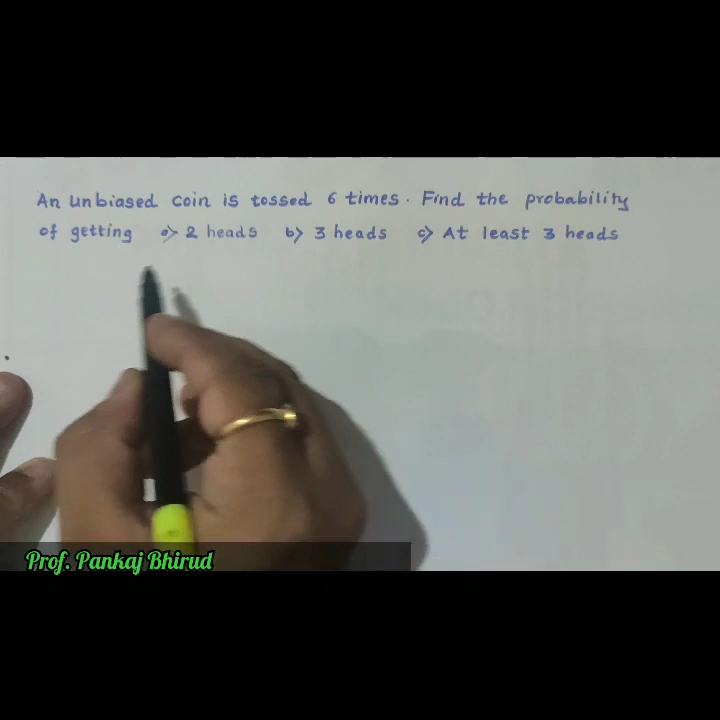 An unbiased coin is tossed 6 times. Find the probability
of getting a) 2 heads b) 3 heads c) At least 3 heads
Prof. Pankaj Bhirud